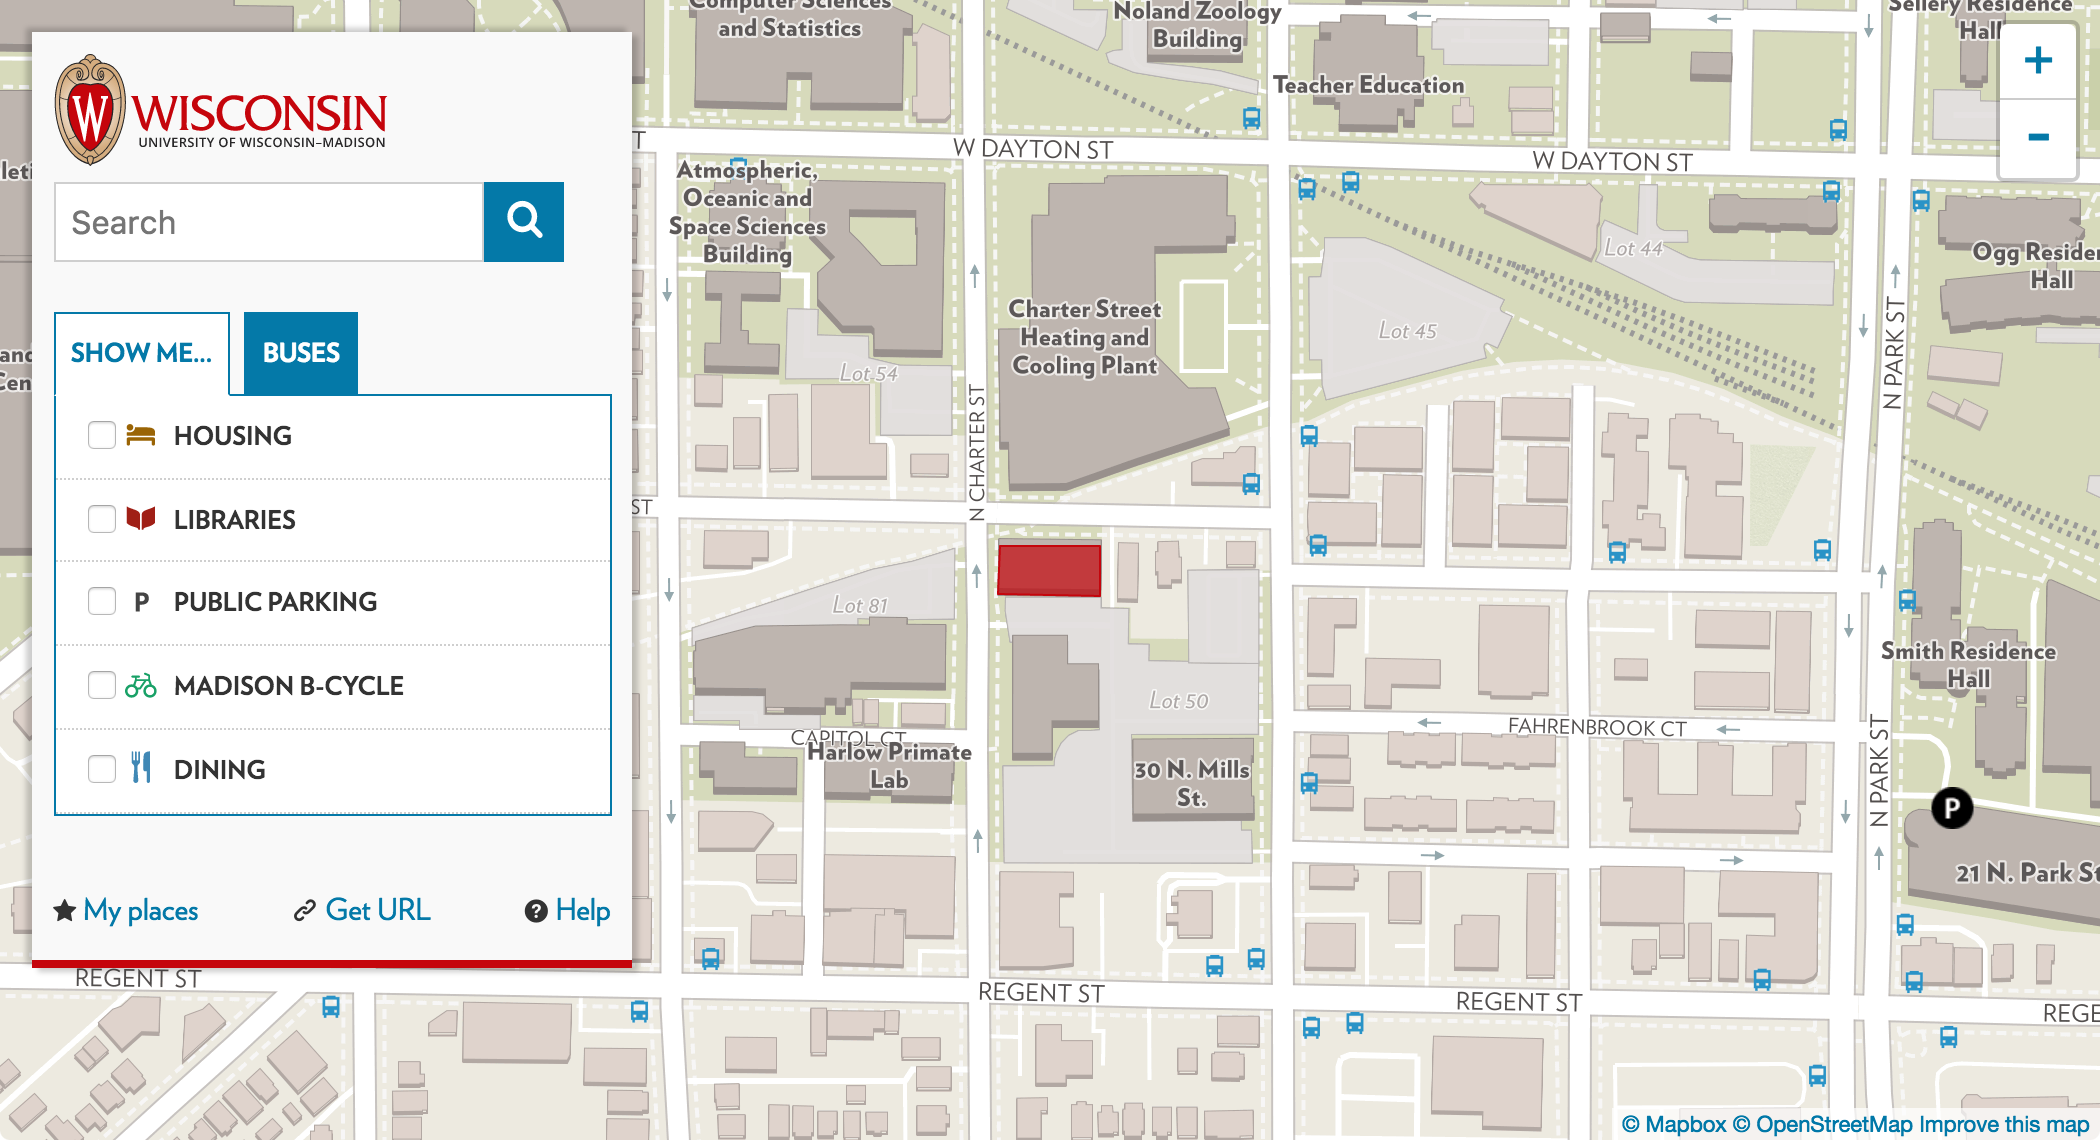 Computer Sciences
and Statistics
Noland Zoology
Building
Sellery Residence
Hall
Teacher Education
W
WISCONSIN
UNIVERSITY OF WISCONSIN–MADISON
Search
SHOW ME...
BUSES
HOUSING
LIBRARIES
P
PUBLIC PARKING
MADISON B-CYCLE
DINING
My places
Get URL
? Help
+
-
W DAYTON ST
W DAYTON ST
T
Atmospheric,
Oceanic and
Space Sciences
Building
Lot 44
Ogg Residen
Hall
Charter Street
Heating and
Cooling Plant
Lot 45
Lot 54
N PARK ST
N CHARTER ST
ST
Lot 81
Smith Residence
Hall
Lot 50
CAPITOL CT
FAHRENBROOK CT
Harlow Primate
Lab
30 N. Mills
St.
N PARK ST
P
21 N. Park St
REGENT ST
REGENT ST
REGENT ST
REGE
© Mapbox © OpenStreetMap Improve this map